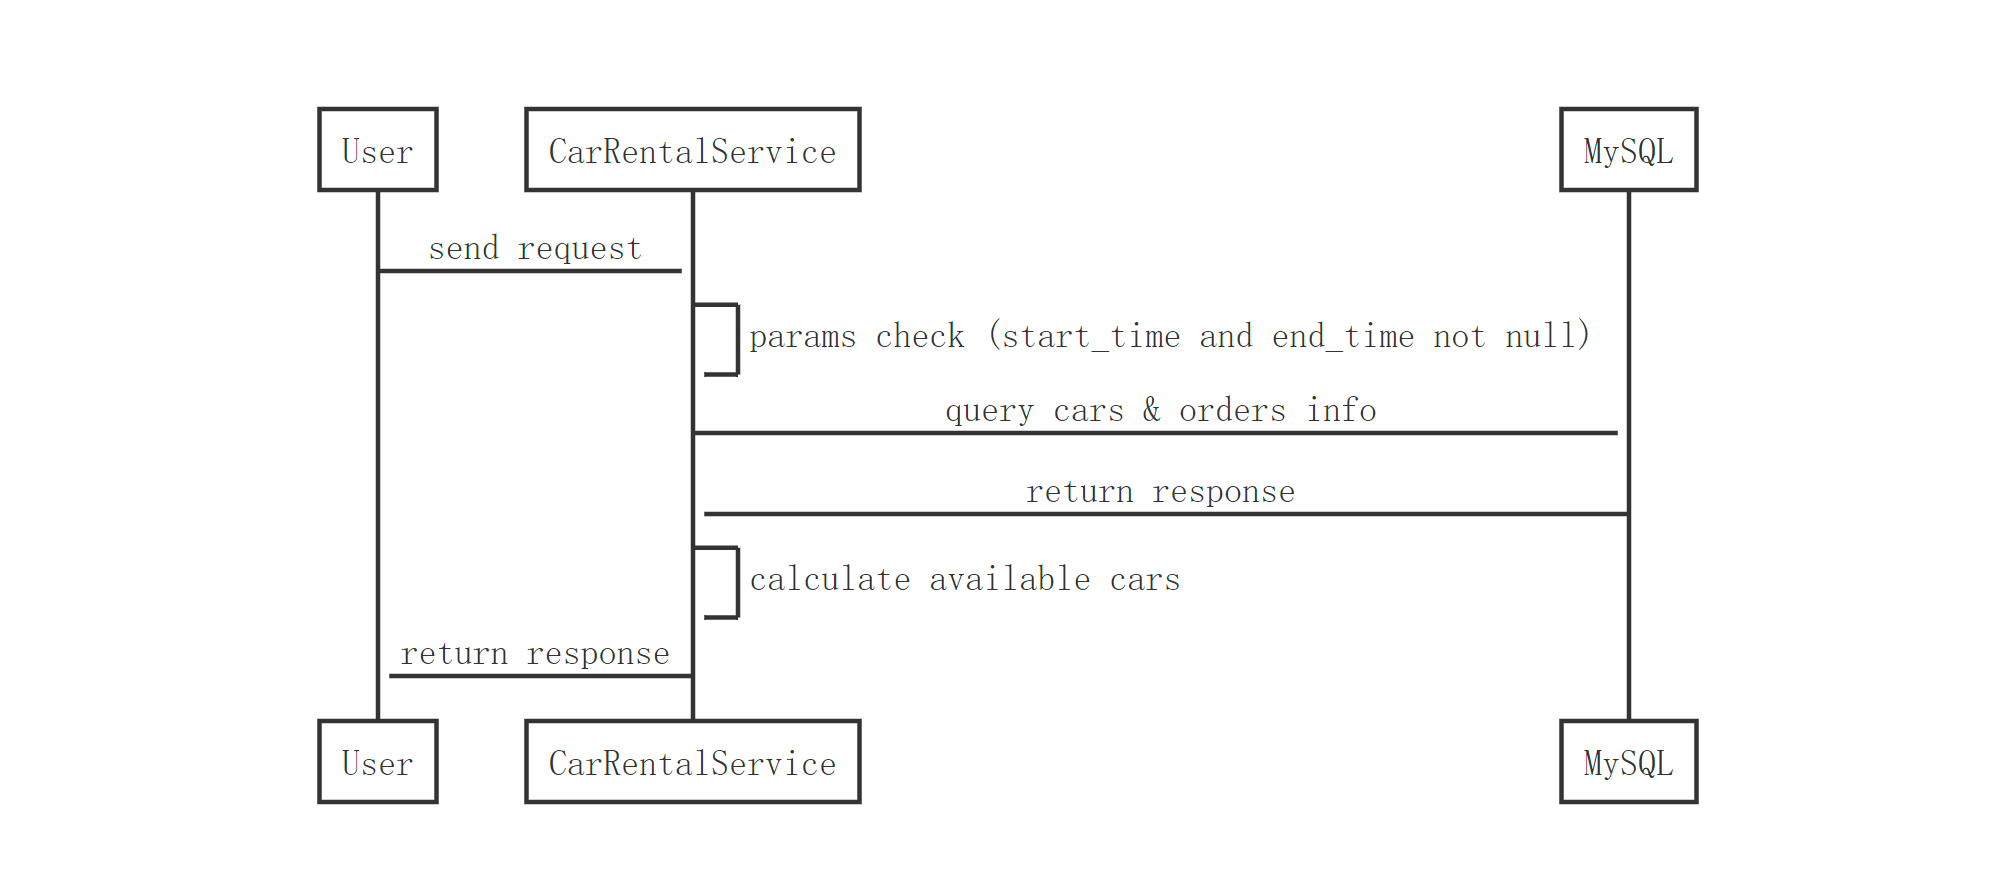 User
CarRentalService
MySQL
send request
params check (start_time and end_time not null)
query cars & orders info
return response
calculate available cars
return response
User
CarRentalService
MySQL